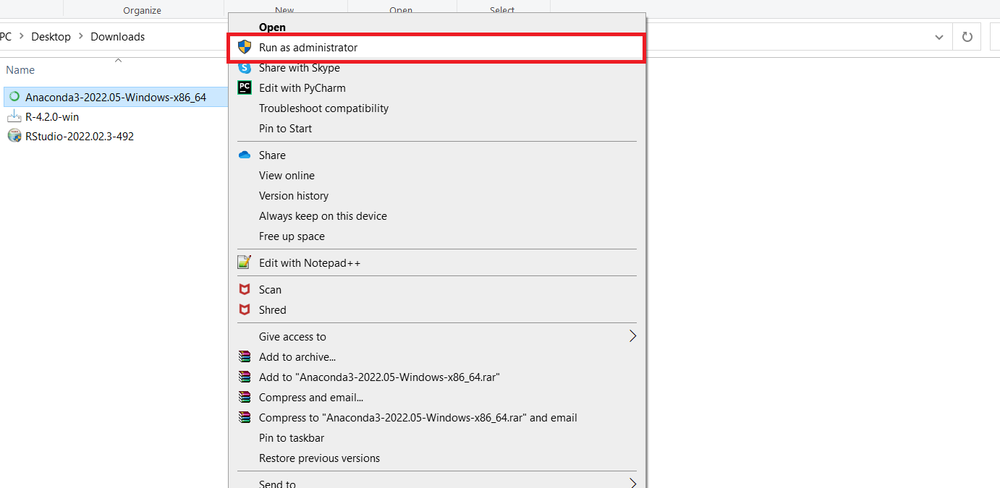 Organize
New
Open
Select
PC > Desktop > Downloads
Name
Anaconda3-2022.05-Windows-x86_64
R-4.2.0-win
RStudio-2022.02.3-492
Open
Run as administrator
S Share with Skype
PC Edit with PyCharm
Troubleshoot compatibility
Pin to Start
Share
View online
Version history
Always keep on this device
Free up space
Edit with Notepad++
Scan
Shred
Give access to
Add to archive...
Add to "Anaconda3-2022.05-Windows-x86_64.rar"
Compress and email...
Compress to "Anaconda3-2022.05-Windows-x86_64.rar" and email
Pin to taskbar
Restore previous versions
Send to